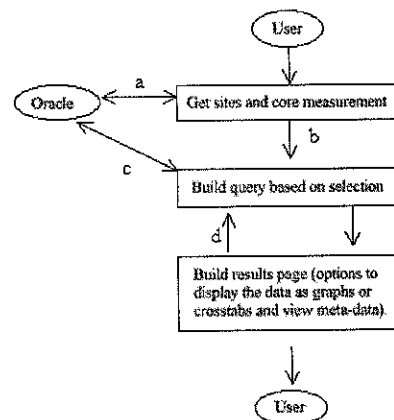 User
a
Oracle
Get sites and core measurement
b
c
Build query based on selection
d
Build results page (options to
display the data as graphs or
crosstabs and view meta-data).
User